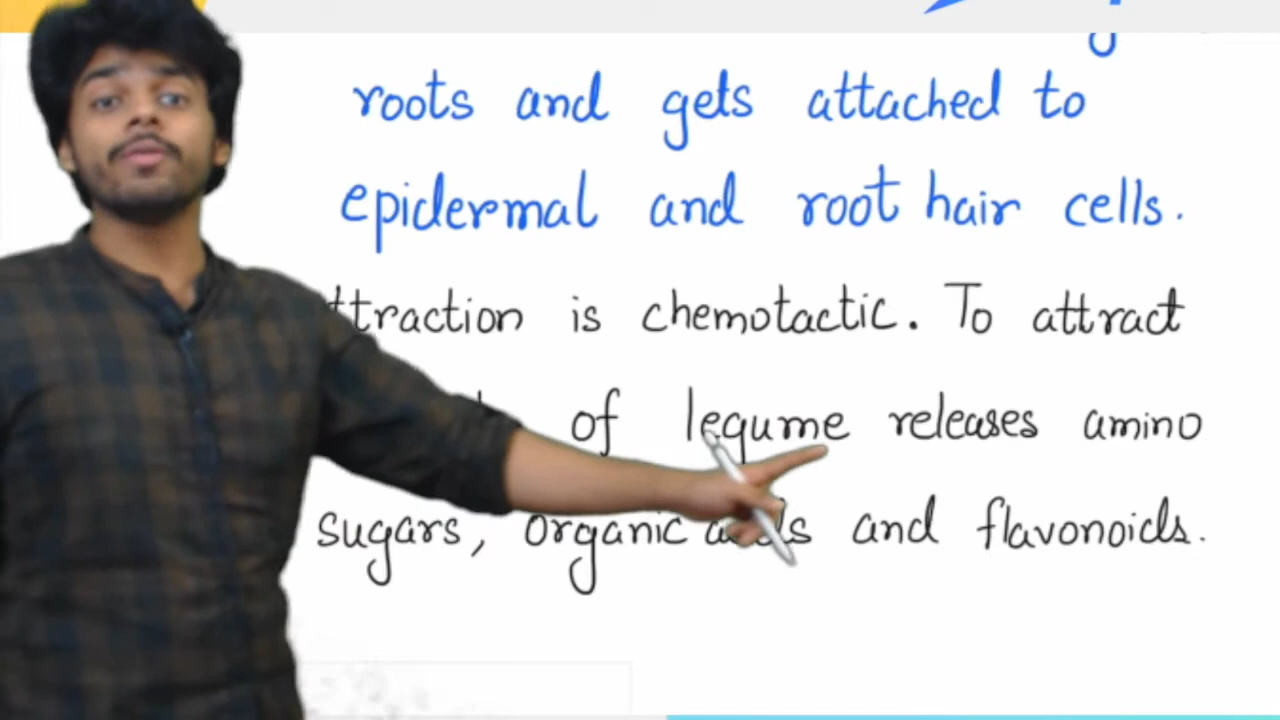 roots and gets attached to
epidermal and root hair cells.
ttraction is chemotactic. To attract
of legume releases amino
sugars, organic and flavonoids.